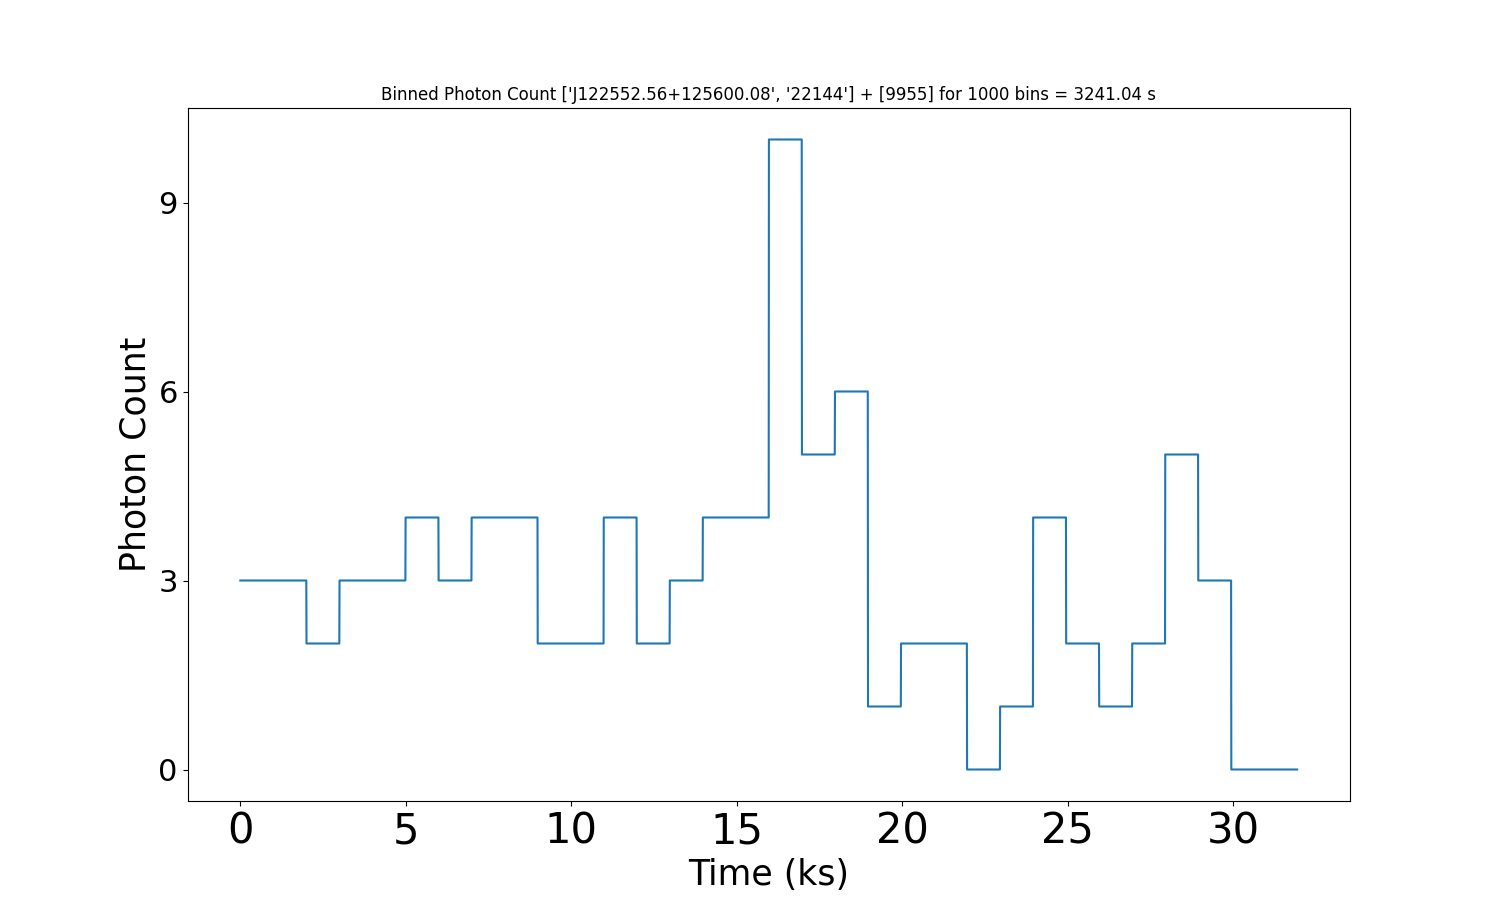 Binned Photon Count ['J122552.56+125600.08', '22144'] + [9955] for 1000 bins = 3241.04 s
9
6
3
0
Photon Count
0 5 10 15 20 25 30
Time (ks)